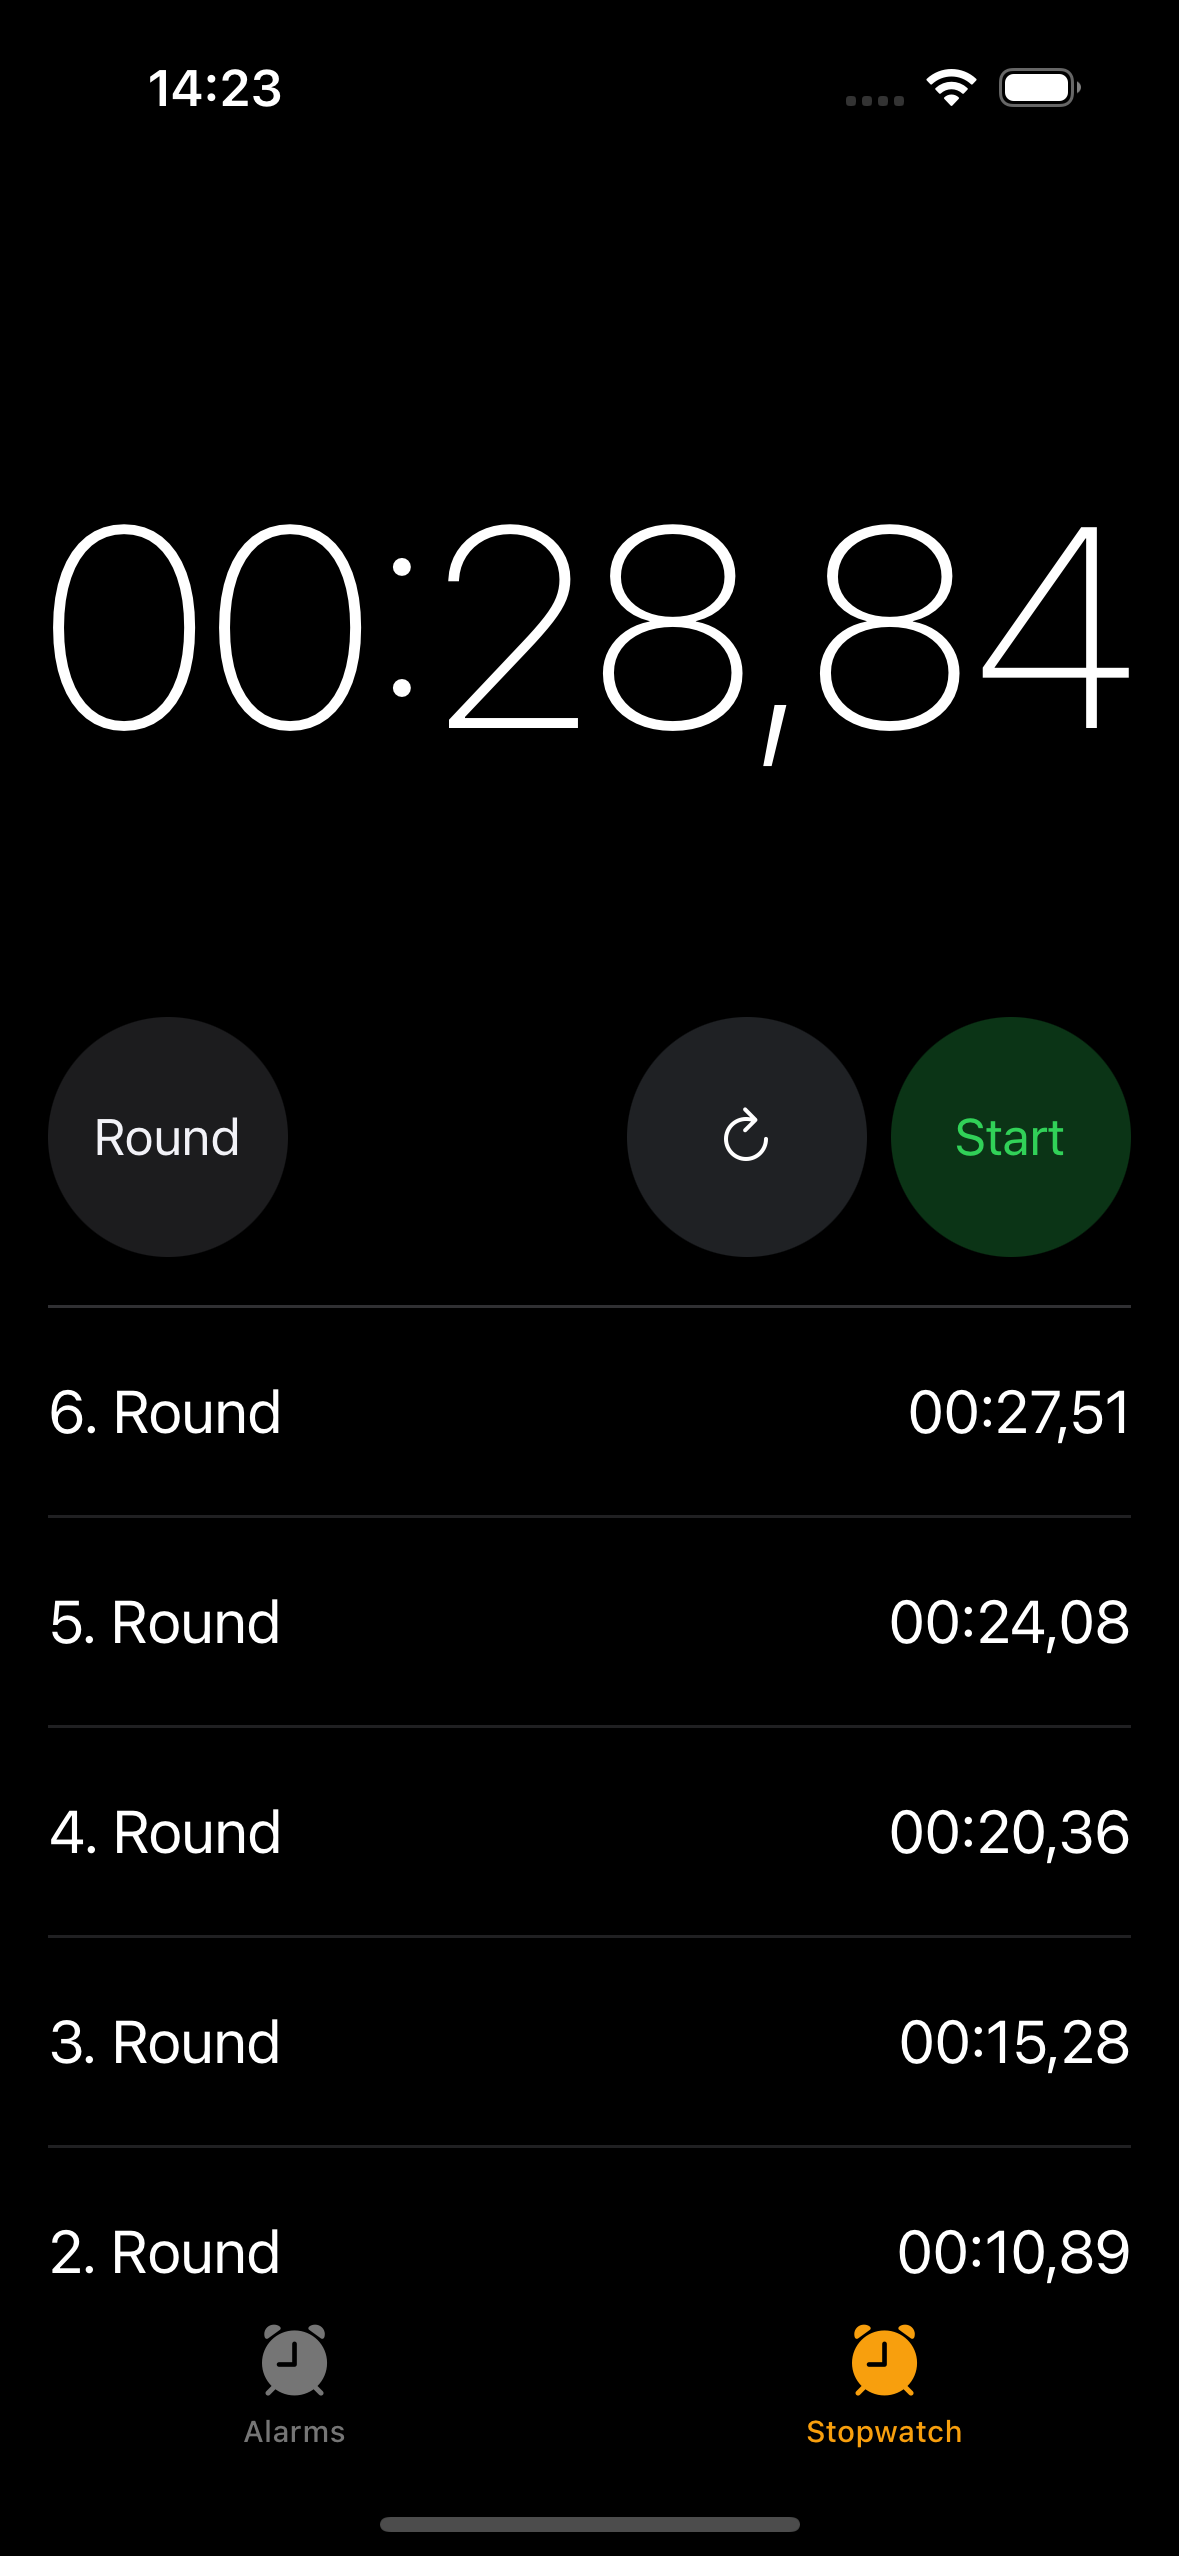 14:23
00:28,84
Round
Start
6. Round 00:27,51
5. Round 00:24,08
4. Round 00:20,36
3. Round 00:15,28
2. Round 00:10,89
Alarms
Stopwatch